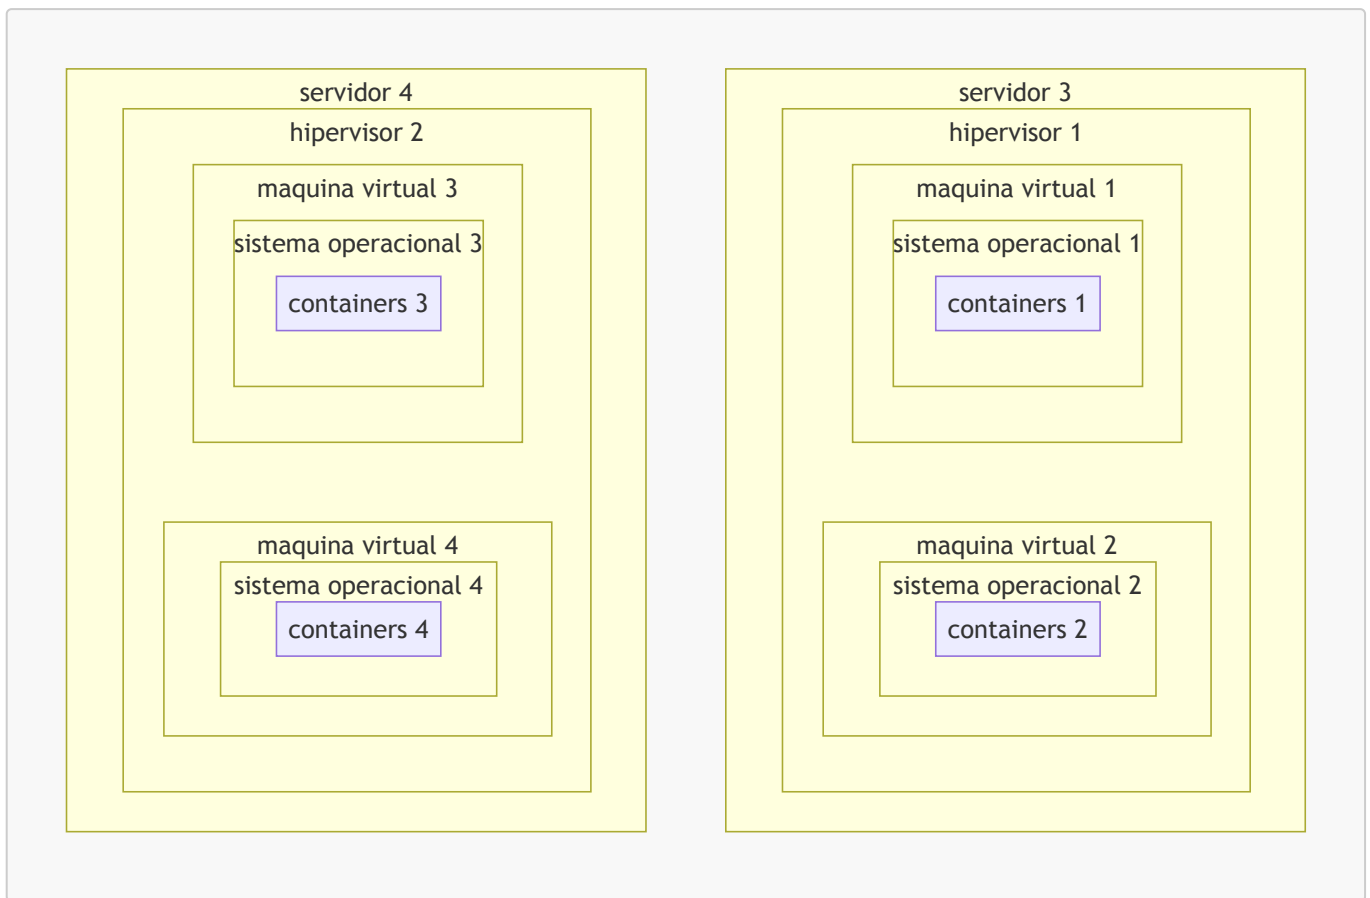 servidor 4
hipervisor 2
maquina virtual 3
sistema operacional 3
containers 3
maquina virtual 4
sistema operacional 4
containers 4
servidor 3
hipervisor 1
maquina virtual 1
sistema operacional 1
containers 1
maquina virtual 2
sistema operacional 2
containers 2